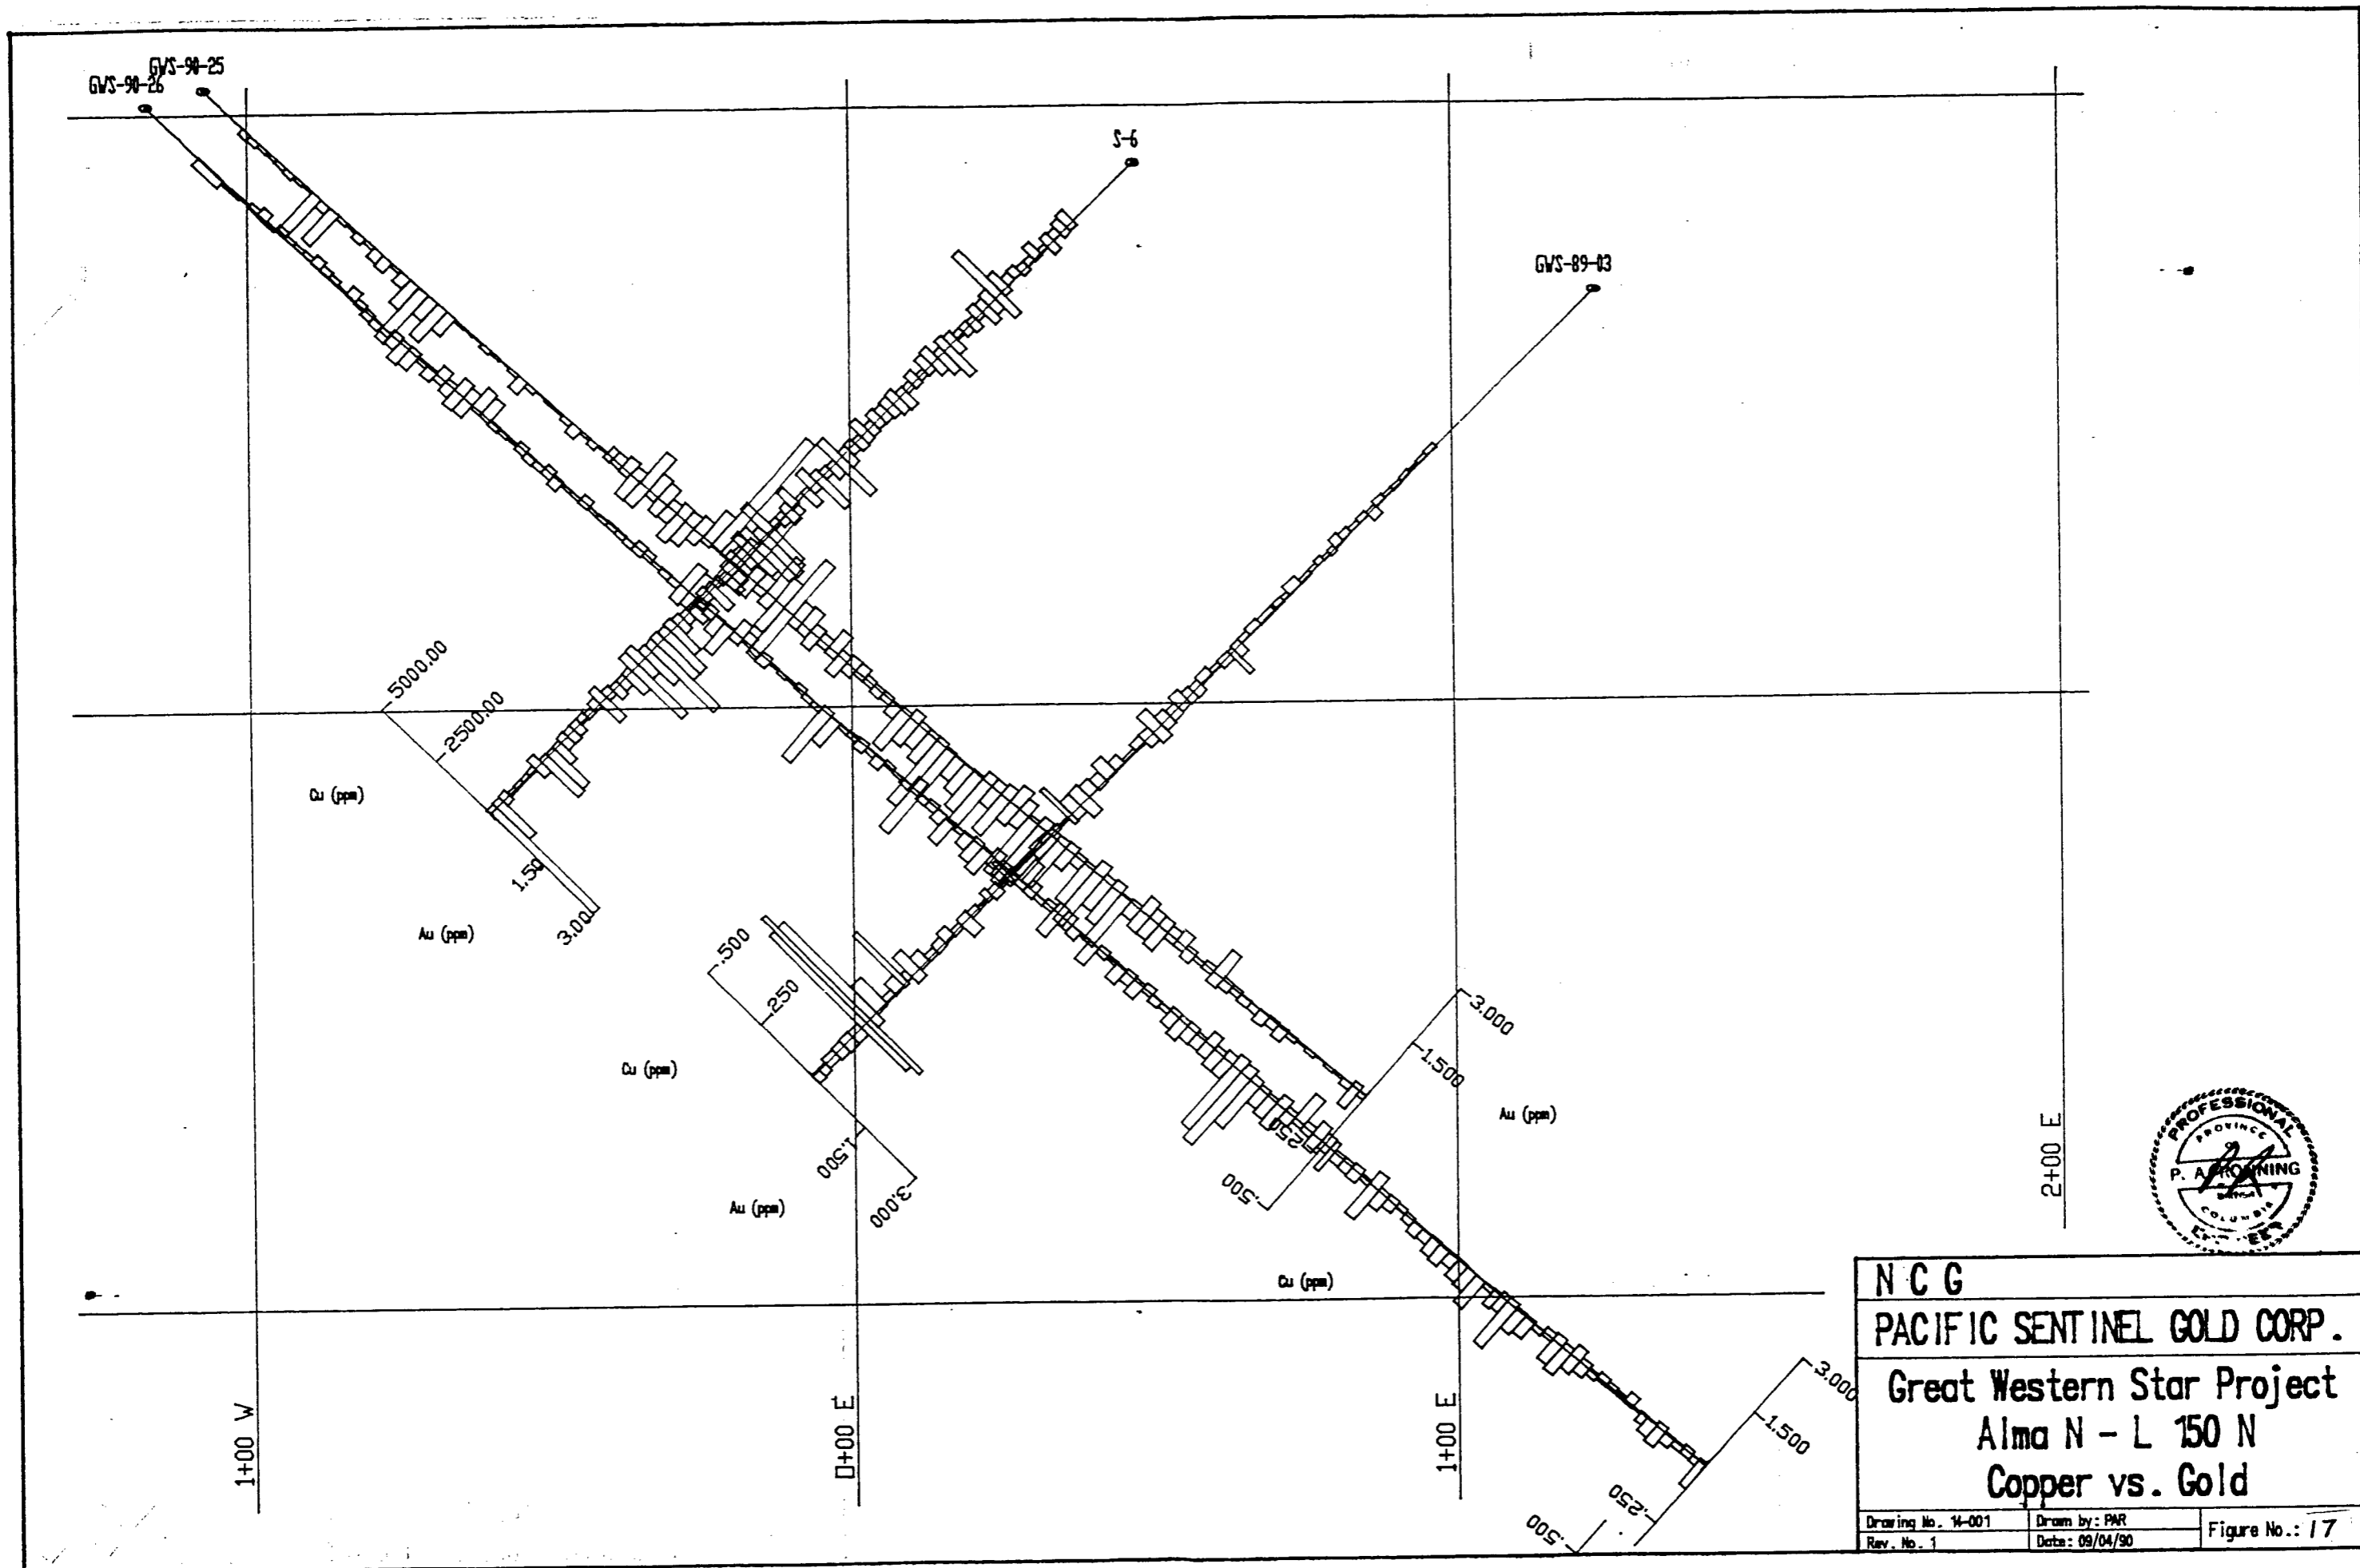 GWS-90-25
GWS-90-26
S-6
GWS-89-03
5000.00
2500.00
Cu (ppm)
1.50
3.00
Au (ppm)
.500
.250
Cu (ppm)
1.500
3.000
Au (ppm)
3.000
1.500
Au (ppm)
.250
.500
Cu (ppm)
3.000
1.500
.250
.500
1+00 W
0+00 E
1+00 E
2+00 E
PROFESSIONAL
PROVINCE
P. A. RONNING
COLUMBIA
N C G
PACIFIC SENTINEL GOLD CORP.
Great Western Star Project
Alma N - L 150 N
Copper vs. Gold
Drawing No. 14-001
Drawn by: PAR
Figure No.: 17
Rev. No. 1
Date: 09/04/90